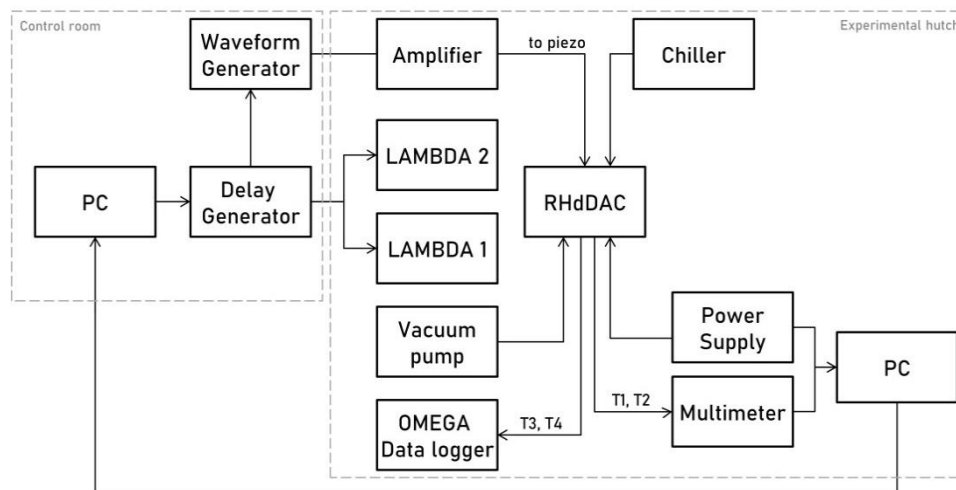 Control room
Experimental hutch
Waveform
Generator
Amplifier
to piezo
Chiller
LAMBDA 2
PC
Delay
Generator
RHdDAC
LAMBDA 1
Vacuum
pump
Power
Supply
PC
T1, T2
Multimeter
OMEGA
Data logger
T3, T4